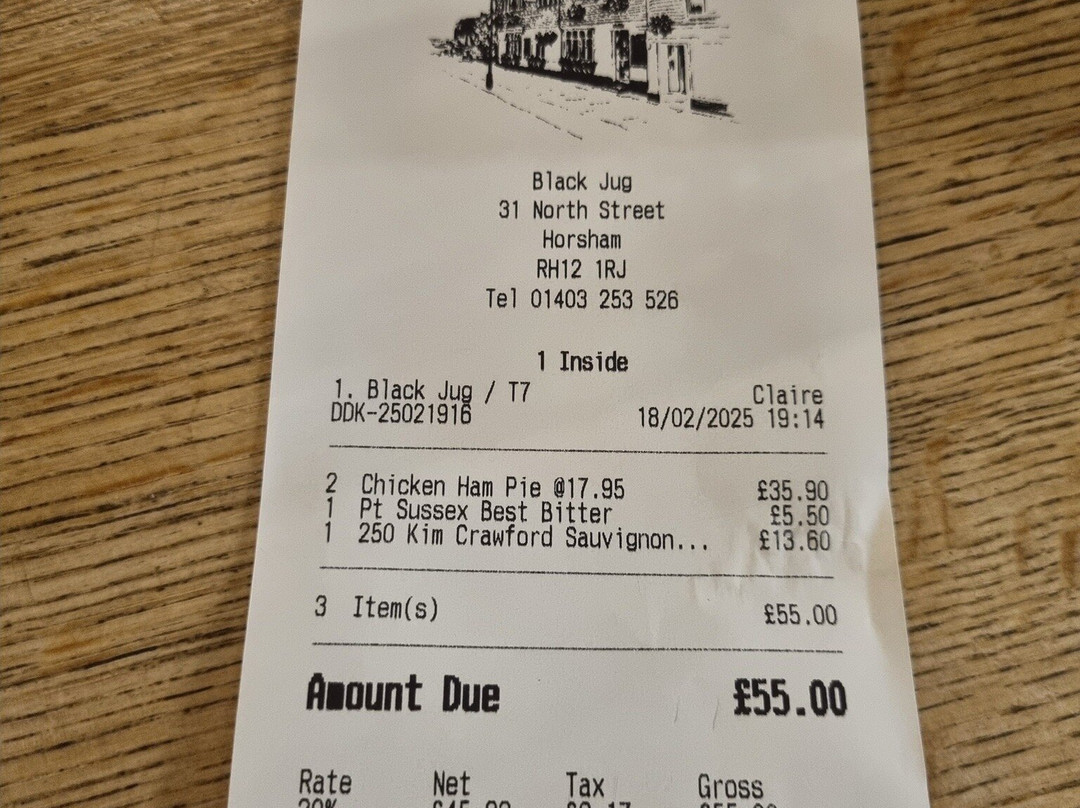 Black Jug
31 North Street
Horsham
RH12 1RJ
Tel 01403 253 526
1 Inside
1. Black Jug / T7 Claire
DDK-25021916 18/02/2025 19:14
2 Chicken Ham Pie @17.95 £35.90
1 Pt Sussex Best Bitter £5.50
1 250 Kim Crawford Sauvignon... £13.60
3 Item(s) £55.00
Amount Due £55.00
Rate Net Tax Gross